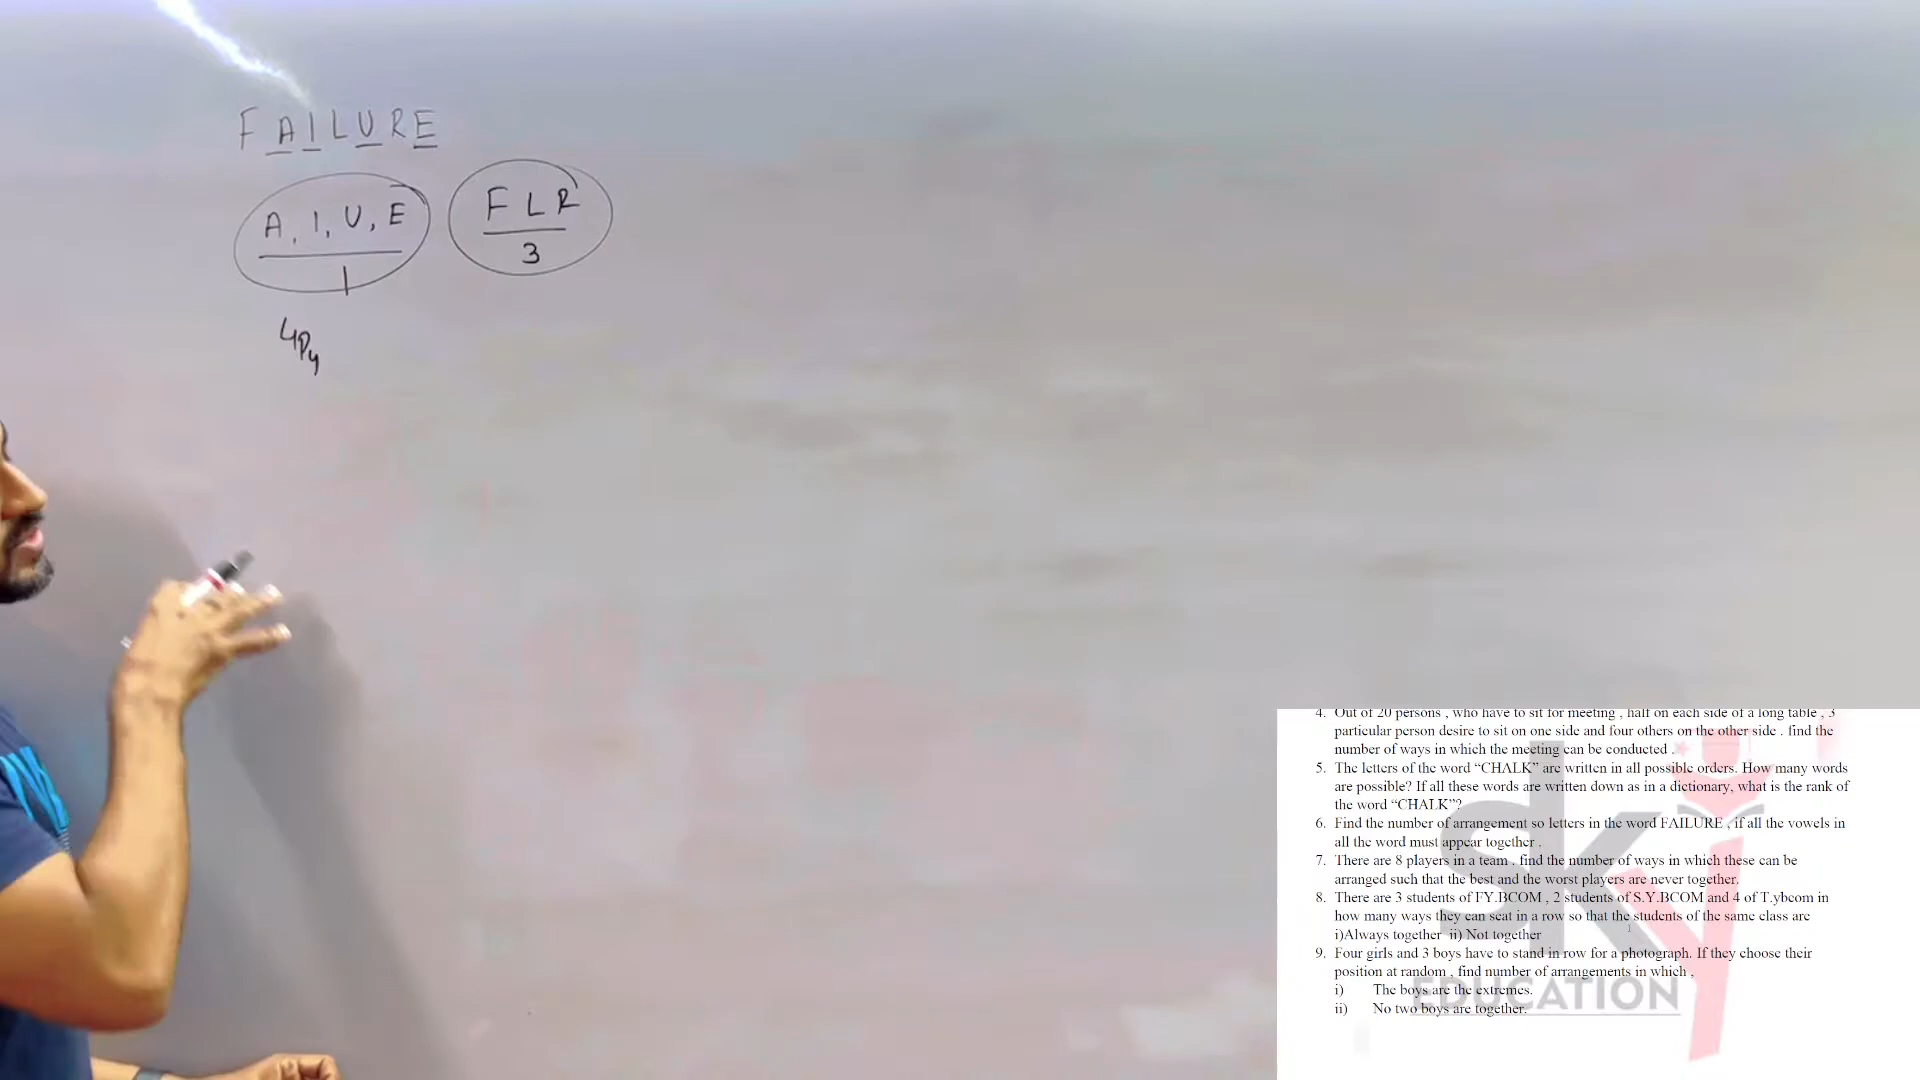 FAILURE
A, I, U, E
1
F L R
3
4P4
4. Out of 20 persons , who have to sit for meeting , half on each side of a long table , 3
particular person desire to sit on one side and four others on the other side . find the
number of ways in which the meeting can be conducted .
5. The letters of the word “CHALK” are written in all possible orders. How many words
are possible? If all these words are written down as in a dictionary, what is the rank of
the word “CHALK”?
6. Find the number of arrangement so letters in the word FAILURE , if all the vowels in
all the word must appear together .
7. There are 8 players in a team , find the number of ways in which these can be
arranged such that the best and the worst players are never together.
8. There are 3 students of FY.BCOM , 2 students of S.Y.BCOM and 4 of T.ybcom in
how many ways they can seat in a row so that the students of the same class are
i)Always together ii) Not together
9. Four girls and 3 boys have to stand in row for a photograph. If they choose their
position at random , find number of arrangements in which ,
i) The boys are the extremes.
ii) No two boys are together.
sky
EDUCATION